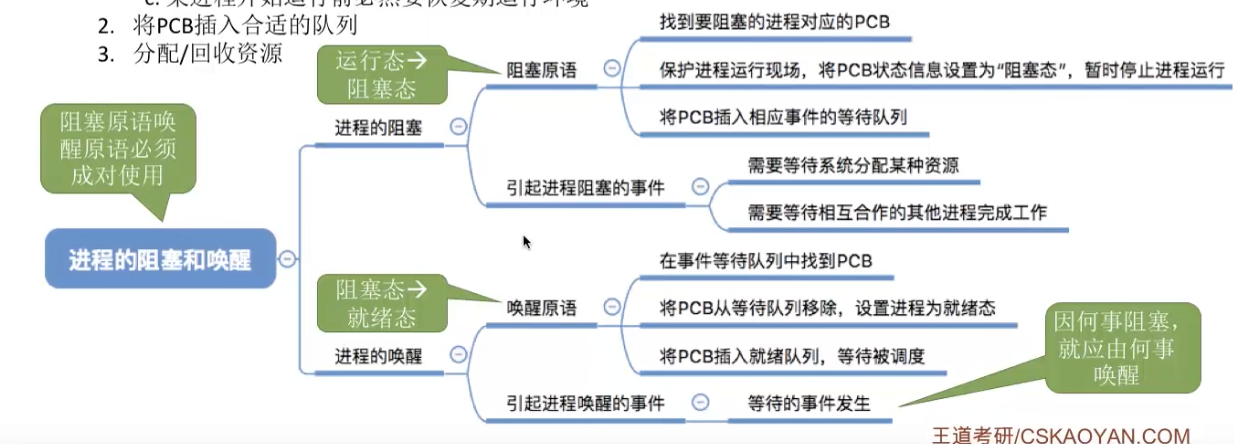 2. 将PCB插入合适的队列
3. 分配/回收资源
运行态→
阻塞态
阻塞原语
找到要阻塞的进程对应的PCB
保护进程运行现场，将PCB状态信息设置为“阻塞态”，暂时停止进程运行
将PCB插入相应事件的等待队列
阻塞原语唤
醒原语必须
成对使用
进程的阻塞
引起进程阻塞的事件
需要等待系统分配某种资源
需要等待相互合作的其他进程完成工作
进程的阻塞和唤醒
阻塞态→
就绪态
唤醒原语
在事件等待队列中找到PCB
将PCB从等待队列移除，设置进程为就绪态
将PCB插入就绪队列，等待被调度
进程的唤醒
引起进程唤醒的事件
等待的事件发生
因何事阻塞，
就应由何事
唤醒
王道考研/CSKAOYAN.COM